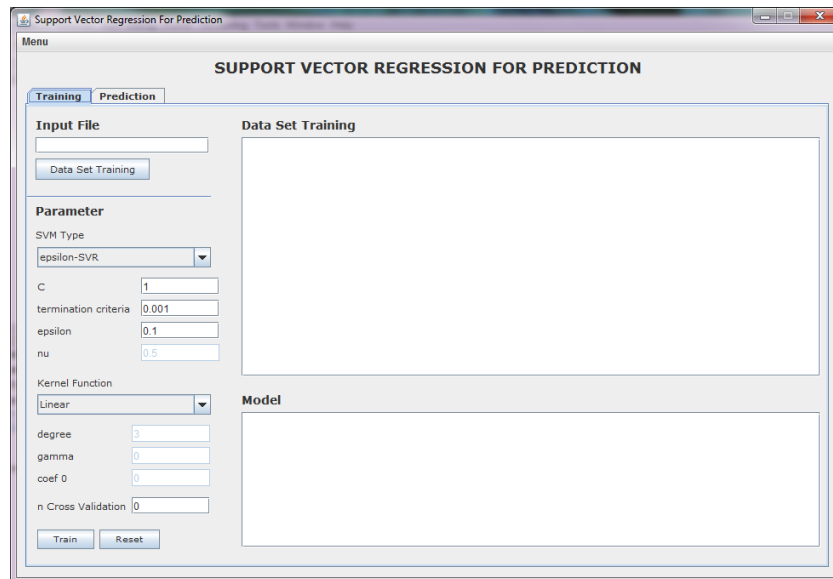 Support Vector Regression For Prediction
Menu
SUPPORT VECTOR REGRESSION FOR PREDICTION
Training Prediction
Input File
Data Set Training
Parameter
SVM Type
epsilon-SVR
C 1
termination criteria 0.001
epsilon 0.1
nu 0.5
Kernel Function
Linear
degree 3
gamma 0
coef 0 0
n Cross Validation 0
Train Reset
Data Set Training
Model